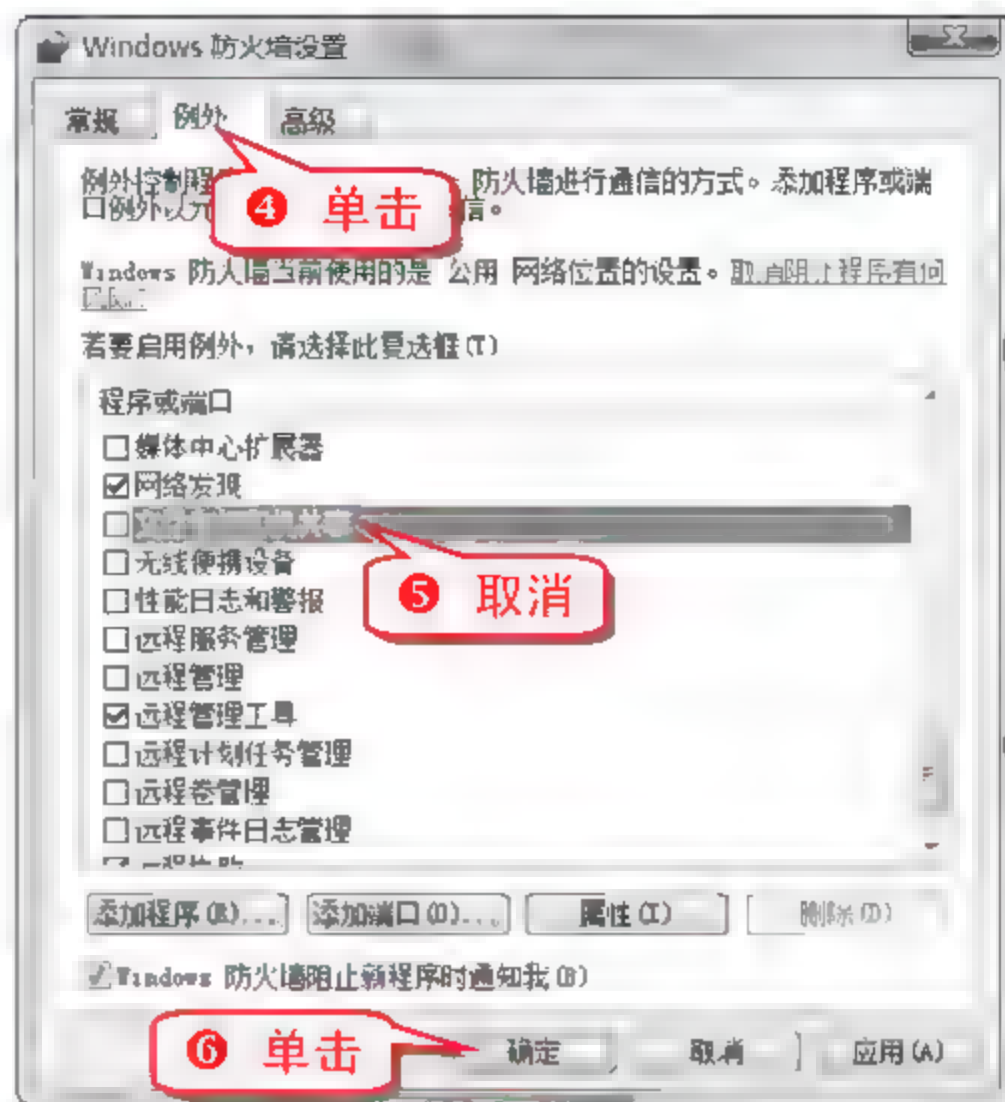 Windows 防火墙设置
常规 例外 高级
例外控制程 防火墙进行通信的方式。添加程序或端
口例外以允 信。
④ 单击
Windows 防火墙当前使用的是 公用 网络位置的设置。取消阻止程序有何
若要启用例外，请选择此复选框(T)
程序或端口
媒体中心扩展器
网络发现
⑤ 取消
无线便携设备
性能日志和警报
远程服务管理
远程管理
远程管理工具
远程计划任务管理
远程卷管理
远程事件日志管理
添加程序(R)... 添加端口(O)... 属性(I) 删除(D)
Windows 防火墙阻止新程序时通知我(B)
⑥ 单击
确定 取消 应用(A)